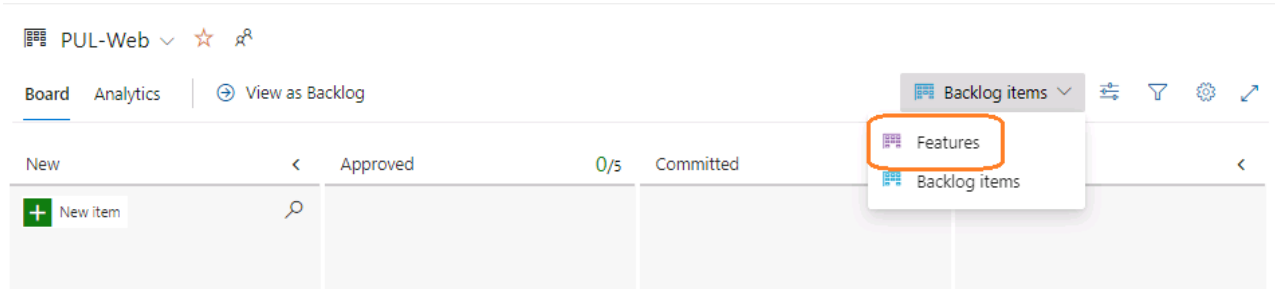 PUL-Web
Board Analytics View as Backlog Backlog items
Features
Backlog items
New Approved 0/5 Committed
New item